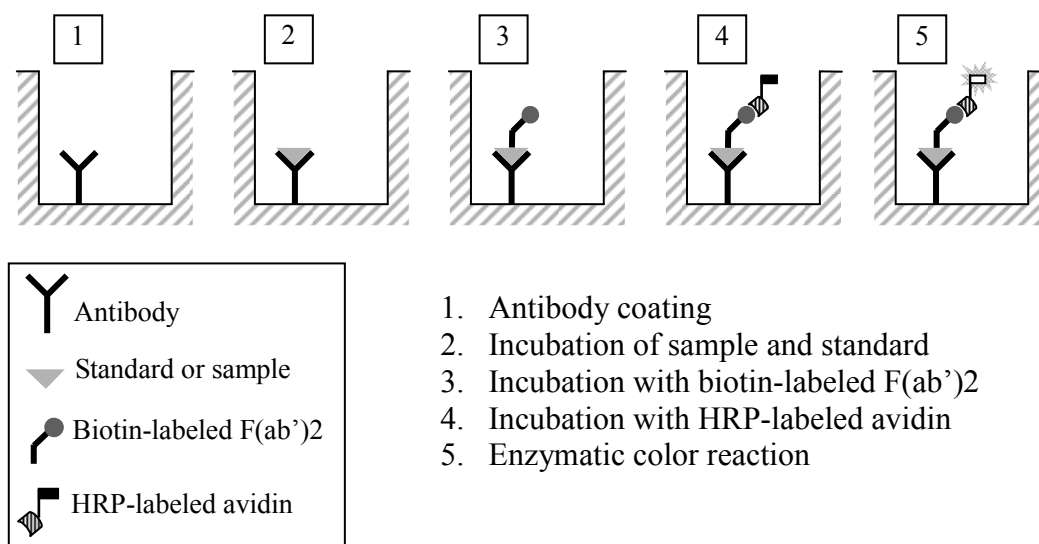 1
2
3
4
5
Antibody
Standard or sample
Biotin-labeled F(ab’)2
HRP-labeled avidin
1. Antibody coating
2. Incubation of sample and standard
3. Incubation with biotin-labeled F(ab’)2
4. Incubation with HRP-labeled avidin
5. Enzymatic color reaction